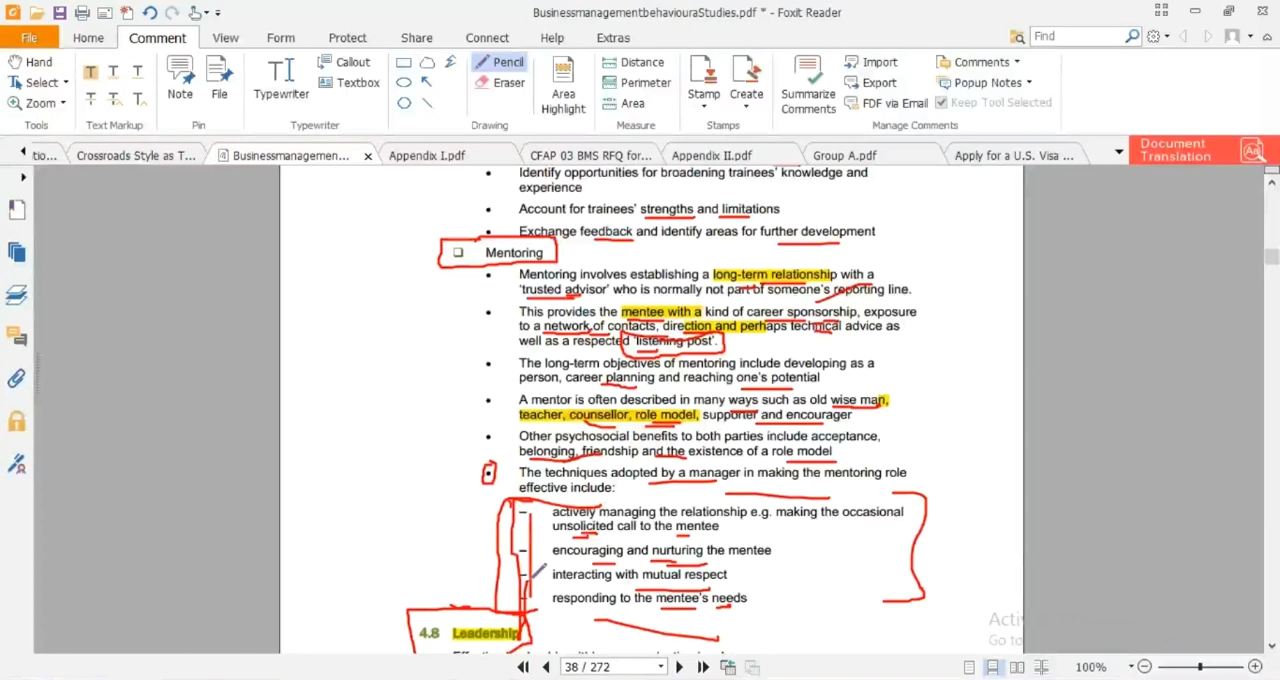 BusinessmanagementbehaviouraStudies.pdf * - Foxit Reader
File Home Comment View Form Protect Share Connect Help Extras
Find
Hand
Select
Zoom
Tools
Text Markup
Note
File
Pin
Typewriter
Callout
Textbox
Typewriter
Pencil
Eraser
Area
Highlight
Drawing
Distance
Perimeter
Area
Measure
Stamp
Create
Stamps
Summarize
Comments
Import
Export
FDF via Email
Comments
Popup Notes
Keep Tool Selected
Manage Comments
tio...
Crossroads Style as T...
Businessmanagemen...
Appendix I.pdf
CFAP 03 BMS RFQ for...
Appendix II.pdf
Group A.pdf
Apply for a U.S. Visa ...
Document
Translation
• Identify opportunities for broadening trainees' knowledge and
experience
• Account for trainees' strengths and limitations
• Exchange feedback and identify areas for further development
❑ Mentoring
• Mentoring involves establishing a long-term relationship with a
'trusted advisor' who is normally not part of someone's reporting line.
• This provides the mentee with a kind of career sponsorship, exposure
to a network of contacts, direction and perhaps technical advice as
well as a respected 'listening post'.
• The long-term objectives of mentoring include developing as a
person, career planning and reaching one's potential
• A mentor is often described in many ways such as old wise man,
teacher, counsellor, role model, supporter and encourager
• Other psychosocial benefits to both parties include acceptance,
belonging, friendship and the existence of a role model
• The techniques adopted by a manager in making the mentoring role
effective include:
– actively managing the relationship e.g. making the occasional
unsolicited call to the mentee
– encouraging and nurturing the mentee
– interacting with mutual respect
– responding to the mentee's needs
4.8 Leadership
Go to
38 / 272
100%